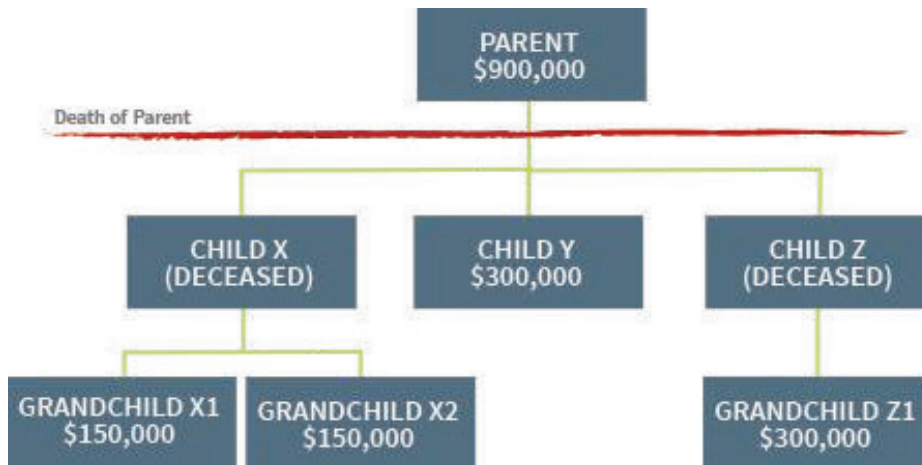 PARENT
$900,000
Death of Parent
CHILD X
(DECEASED)
CHILD Y
$300,000
CHILD Z
(DECEASED)
GRANDCHILD X1
$150,000
GRANDCHILD X2
$150,000
GRANDCHILD Z1
$300,000